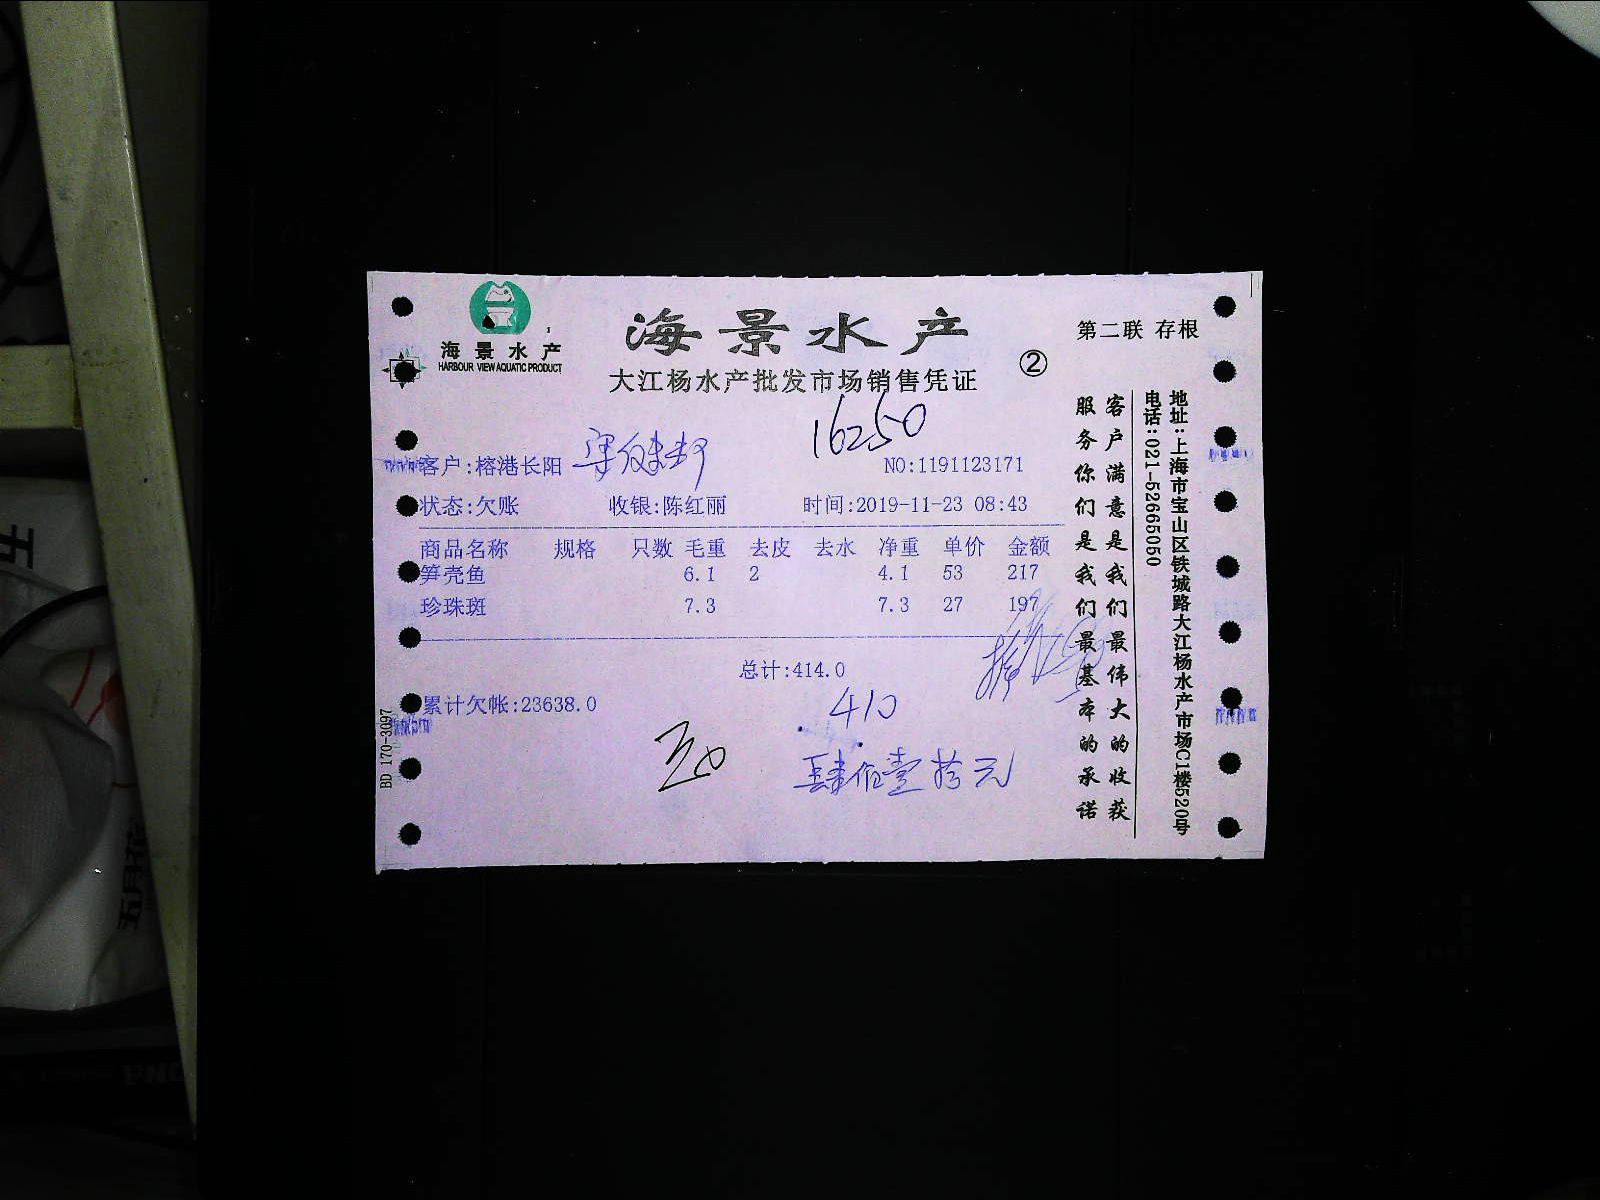 海景水产
HARBOUR VIEW AQUATIC PRODUCT
海景水产
大江杨水产批发市场销售凭证
②
第二联 存根
16250
客户:榕港长阳
NO:1191123171
状态:欠账 收银:陈红丽 时间:2019-11-23 08:43
商品名称 规格 只数 毛重 去皮 去水 净重 单价 金额
笋壳鱼 6.1 2 4.1 53 217
珍珠斑 7.3 7.3 27 197
总计:414.0
累计欠帐:23638.0
410
肆佰壹拾元
客户满意是我们最伟大的收获
服务你们是我们最基本的承诺
地址:上海市宝山区铁城路大江杨水产市场C1楼520号
电话:021-52665050
BD 170-3097
五